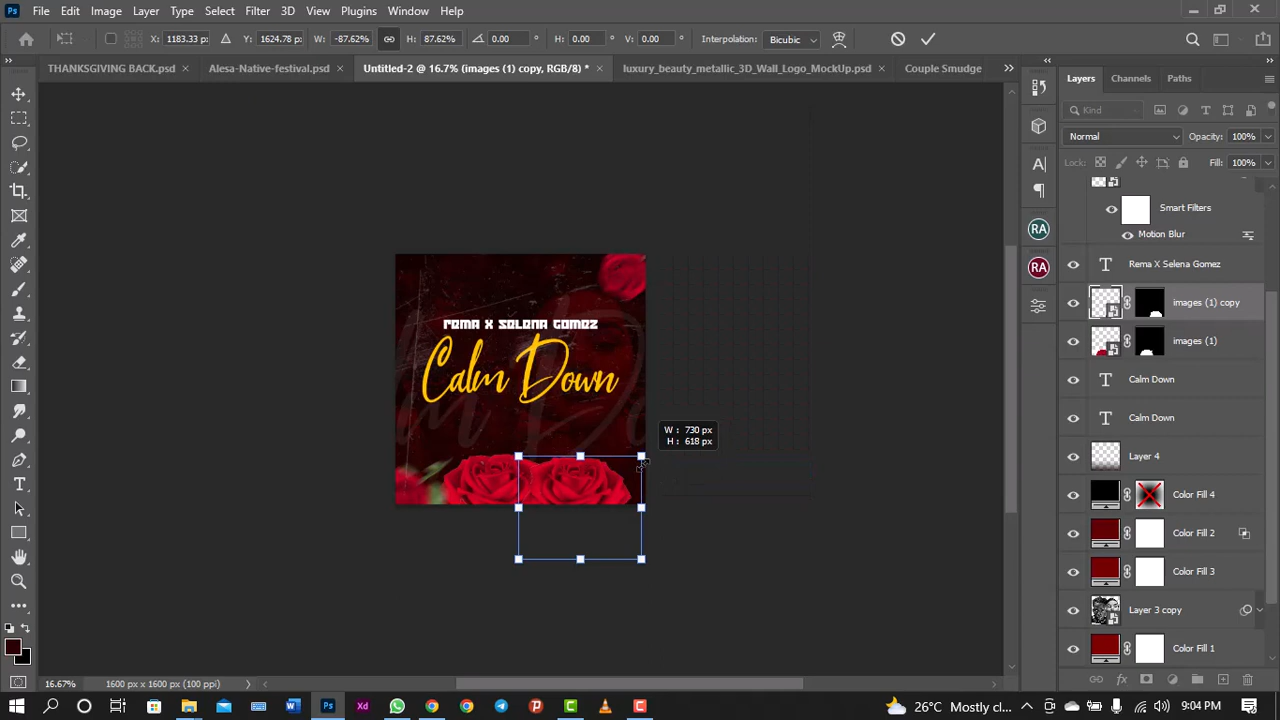 Ps File Edit Image Layer Type Select Filter 3D View Plugins Window Help
X: 1183.33 px Y: 1624.78 px W: -87.62% H: 87.62% 0.00 ° H: 0.00 ° V: 0.00 ° Interpolation: Bicubic
THANKSGIVING BACK.psd × Alesa-Native-festival.psd × Untitled-2 @ 16.7% (images (1) copy, RGB/8) * × luxury_beauty_metallic_3D_Wall_Logo_MockUp.psd × Couple Smudge
Layers Channels Paths
Kind
Normal Opacity: 100%
Lock: Fill: 100%
Smart Filters
Motion Blur
Rema X Selena Gomez
images (1) copy
images (1)
Calm Down
Calm Down
Layer 4
Color Fill 4
Color Fill 2
Color Fill 3
Layer 3 copy
Color Fill 1
RA
RA
Rema X Selena Gomez
Calm Down
W : 730 px
H : 618 px
16.67% 1600 px x 1600 px (100 ppi)
26°C Mostly cl... 9:04 PM